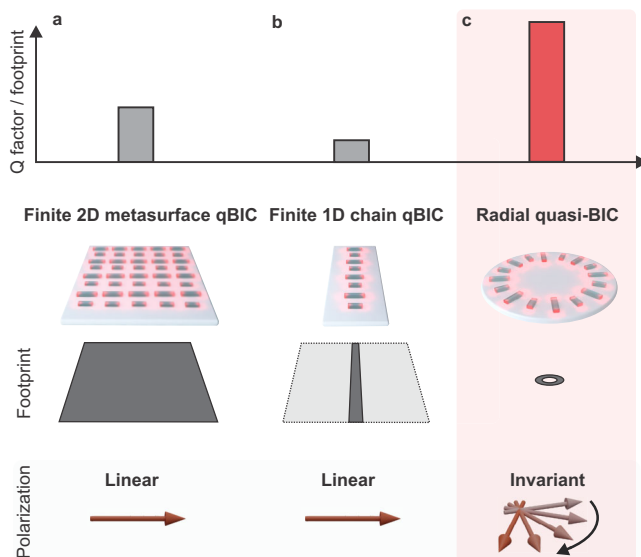 a
b
c
Q factor / footprint
Finite 2D metasurface qBIC
Finite 1D chain qBIC
Radial quasi-BIC
Footprint
Polarization
Linear
Linear
Invariant